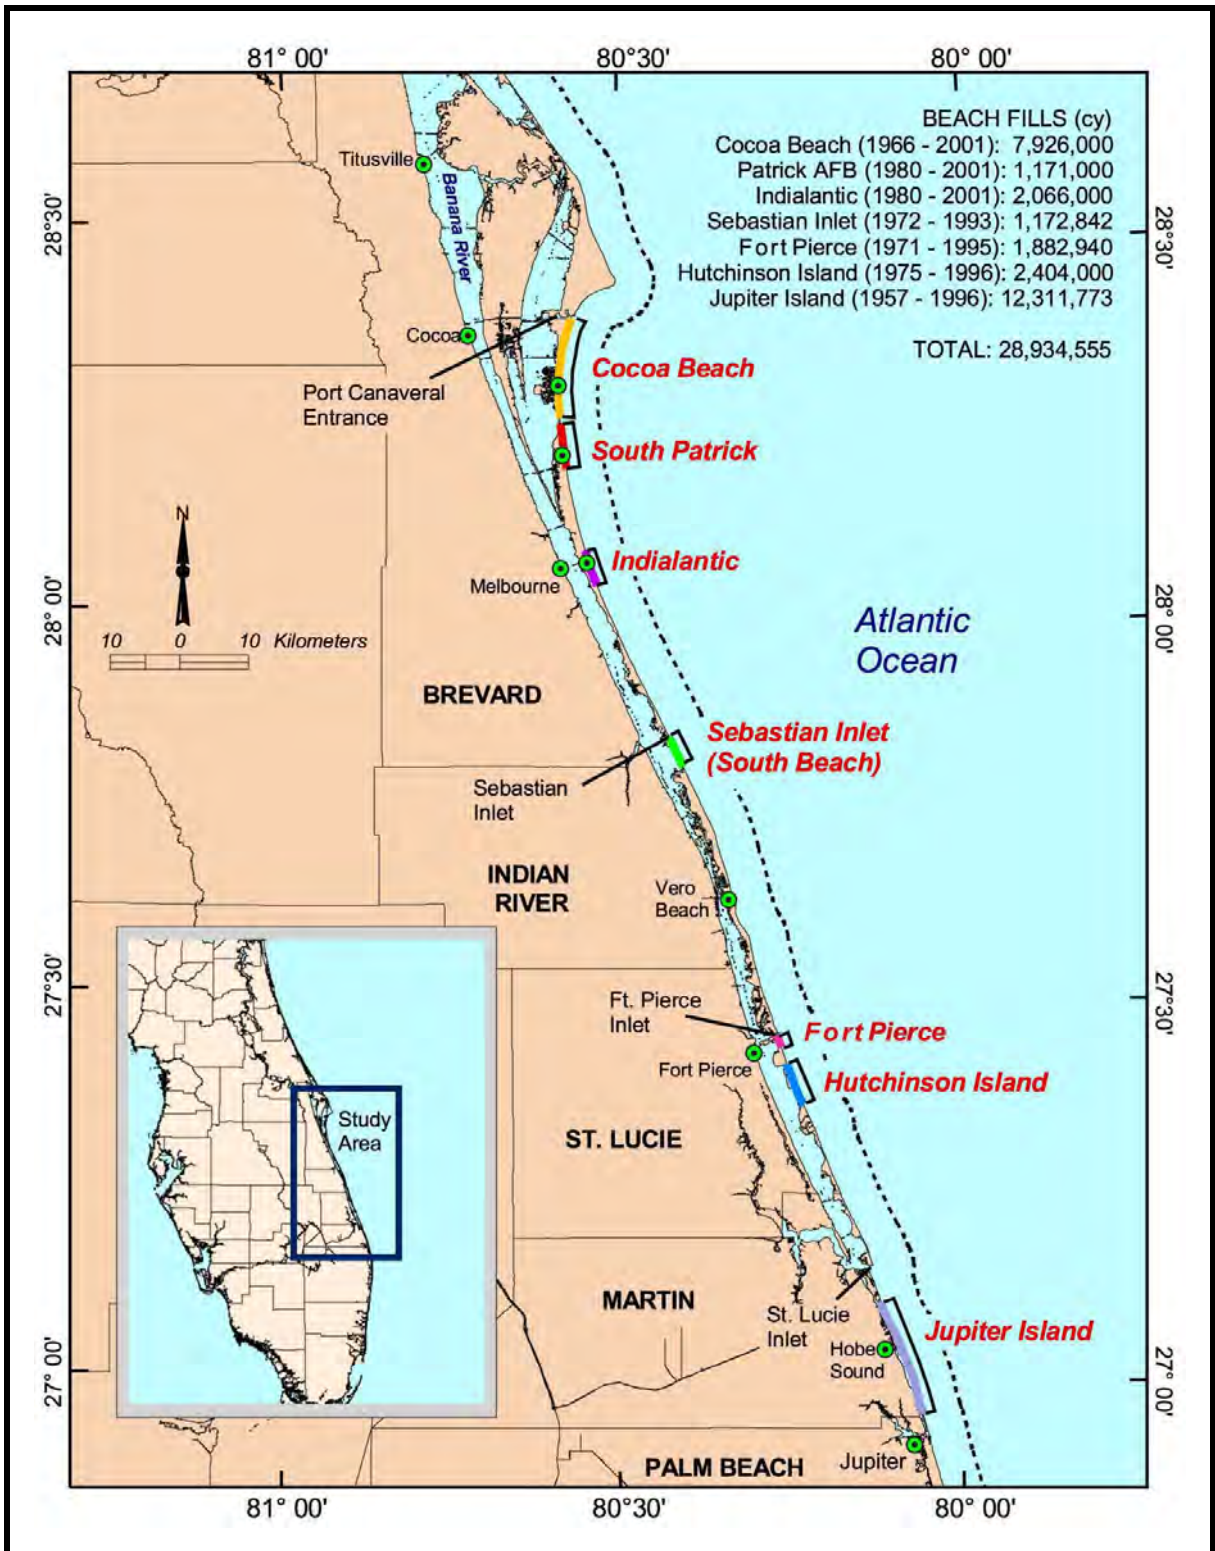 81° 00'
80°30'
80° 00'
BEACH FILLS (cy)
Cocoa Beach (1966 - 2001): 7,926,000
Patrick AFB (1980 - 2001): 1,171,000
Indialantic (1980 - 2001): 2,066,000
Sebastian Inlet (1972 - 1993): 1,172,842
Fort Pierce (1971 - 1995): 1,882,940
Hutchinson Island (1975 - 1996): 2,404,000
Jupiter Island (1957 - 1996): 12,311,773
TOTAL: 28,934,555
Titusville
Banana River
28°30'
28°30'
Cocoa
Port Canaveral
Entrance
Cocoa Beach
South Patrick
N
Indialantic
Melbourne
28° 00'
28° 00'
10 0 10 Kilometers
Atlantic
Ocean
BREVARD
Sebastian Inlet
(South Beach)
Sebastian
Inlet
INDIAN
RIVER
Vero
Beach
27°30'
27°30'
Ft. Pierce
Inlet
Fort Pierce
Fort Pierce
Hutchinson Island
Study
Area
ST. LUCIE
MARTIN
St. Lucie
Inlet
Jupiter Island
Hobe
Sound
27° 00'
27° 00'
Jupiter
PALM BEACH
81° 00'
80°30'
80° 00'